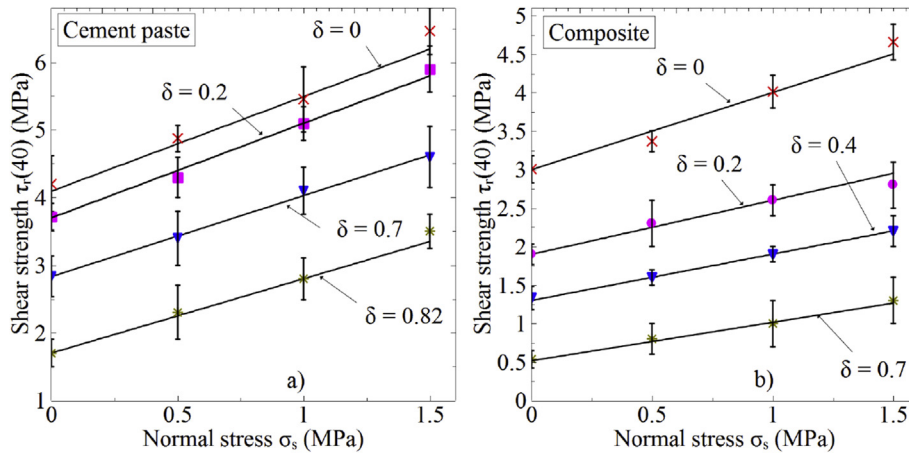 Cement paste
δ = 0
δ = 0.2
δ = 0.7
δ = 0.82
a)
Shear strength τr(40) (MPa)
6
5
4
3
2
1
0
0.5
1
1.5
Normal stress σs (MPa)
Composite
δ = 0
δ = 0.2
δ = 0.4
δ = 0.7
b)
Shear strength τr(40) (MPa)
5
4.5
4
3.5
3
2.5
2
1.5
1
0.5
0
0
0.5
1
1.5
Normal stress σs (MPa)